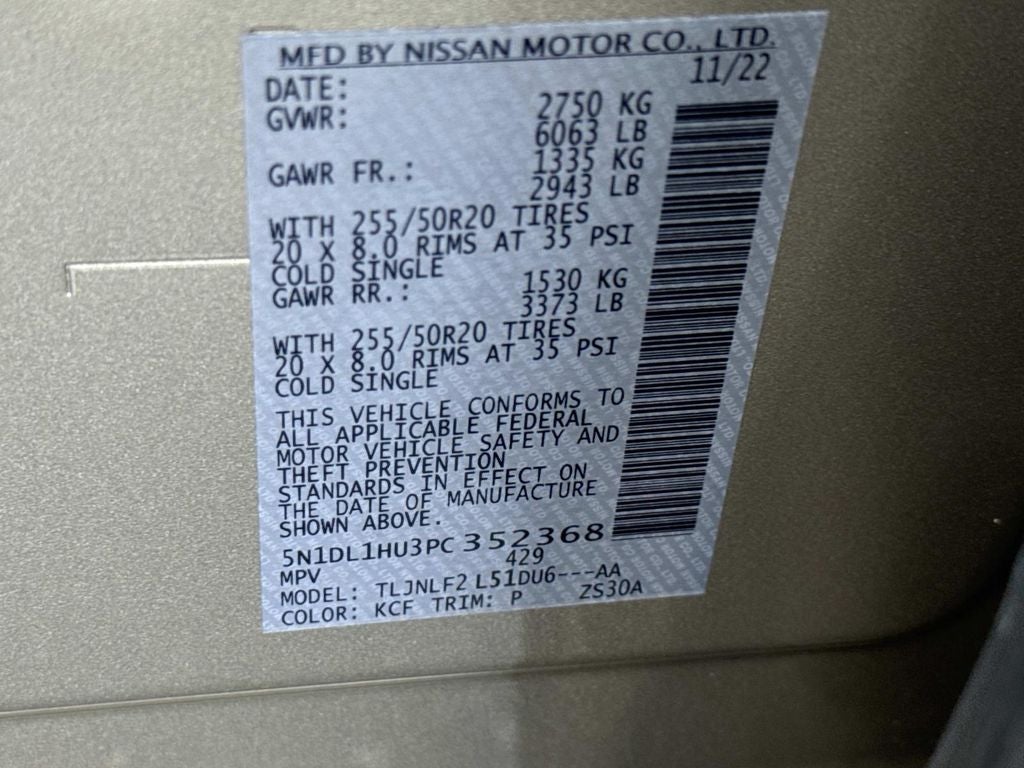 MFD BY NISSAN MOTOR CO., LTD.
DATE: 11/22
GVWR: 2750 KG
6063 LB
GAWR FR.: 1335 KG
2943 LB
WITH 255/50R20 TIRES
20 X 8.0 RIMS AT 35 PSI
COLD SINGLE
GAWR RR.: 1530 KG
3373 LB
WITH 255/50R20 TIRES
20 X 8.0 RIMS AT 35 PSI
COLD SINGLE
THIS VEHICLE CONFORMS TO
ALL APPLICABLE FEDERAL
MOTOR VEHICLE SAFETY AND
THEFT PREVENTION
STANDARDS IN EFFECT ON
THE DATE OF MANUFACTURE
SHOWN ABOVE.
5N1DL1HU3PC 352368
MPV 429
MODEL: TLJNLF2 L51DU6---AA
COLOR: KCF TRIM: P ZS30A